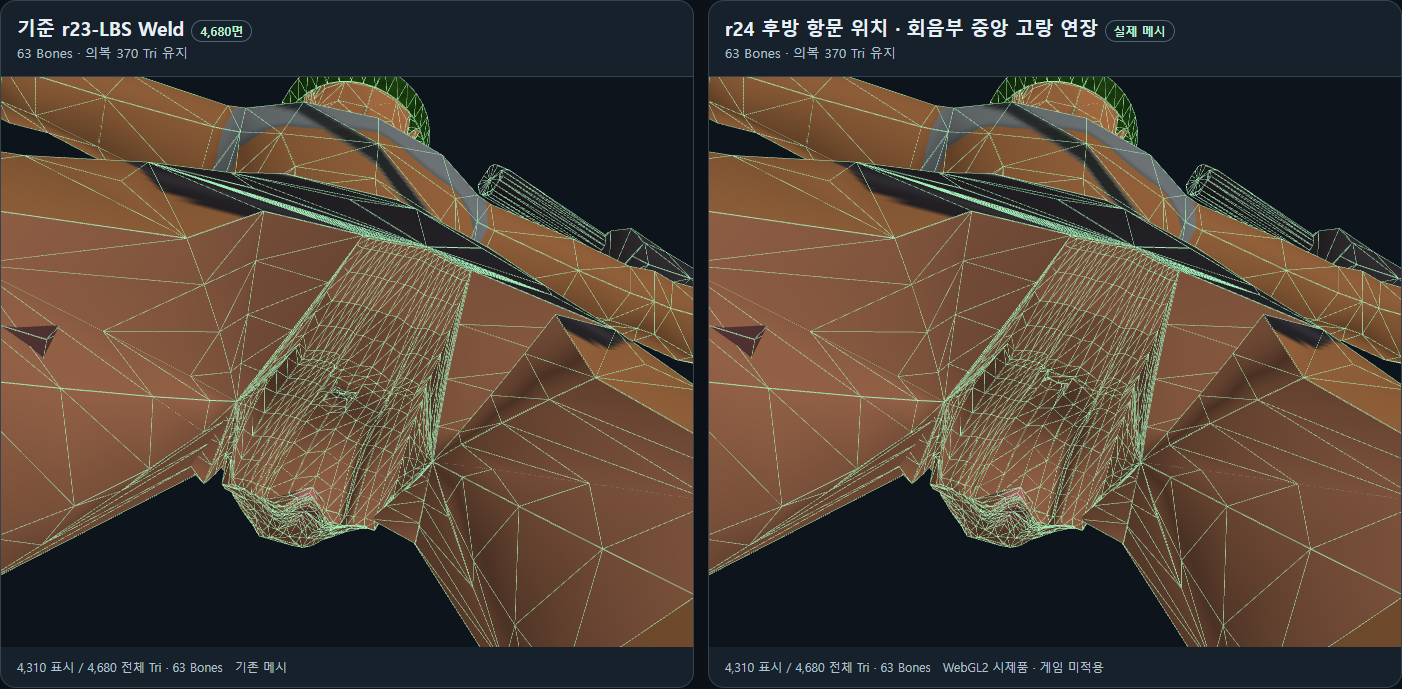 기준 r23-LBS Weld 4,680면
63 Bones · 의복 370 Tri 유지
4,310 표시 / 4,680 전체 Tri · 63 Bones 기존 메시
r24 후방 항문 위치 · 회음부 중앙 고랑 연장 실제 메시
63 Bones · 의복 370 Tri 유지
4,310 표시 / 4,680 전체 Tri · 63 Bones WebGL2 시제품 · 게임 미적용